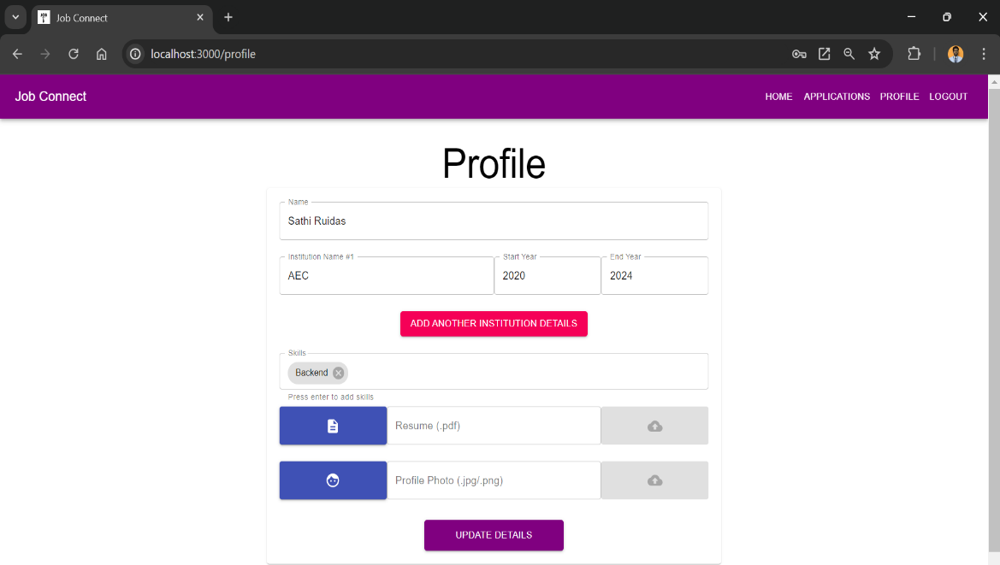 Job Connect
localhost:3000/profile
Job Connect HOME APPLICATIONS PROFILE LOGOUT
Profile
Name
Sathi Ruidas
Institution Name #1 Start Year End Year
AEC 2020 2024
ADD ANOTHER INSTITUTION DETAILS
Skills
Backend
Press enter to add skills
Resume (.pdf)
Profile Photo (.jpg/.png)
UPDATE DETAILS